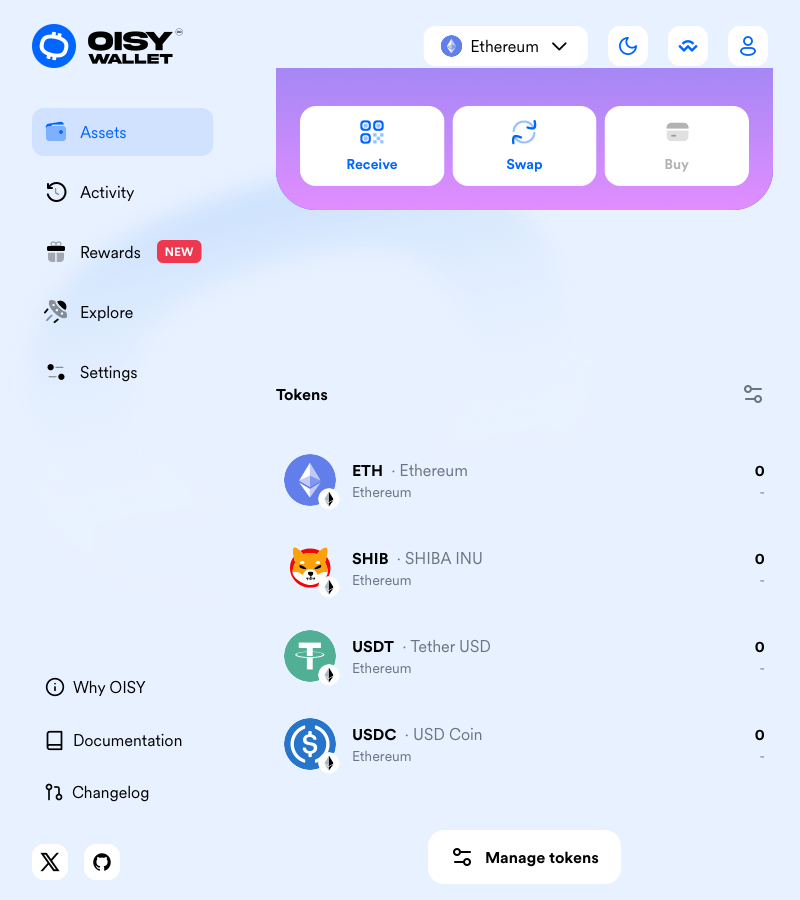 OISY
WALLET
Ethereum
Assets
Activity
Rewards NEW
Explore
Settings
Receive
Swap
Buy
Tokens
ETH · Ethereum
Ethereum
0
-
SHIB · SHIBA INU
Ethereum
0
-
USDT · Tether USD
Ethereum
0
-
USDC · USD Coin
Ethereum
0
-
Why OISY
Documentation
Changelog
Manage tokens